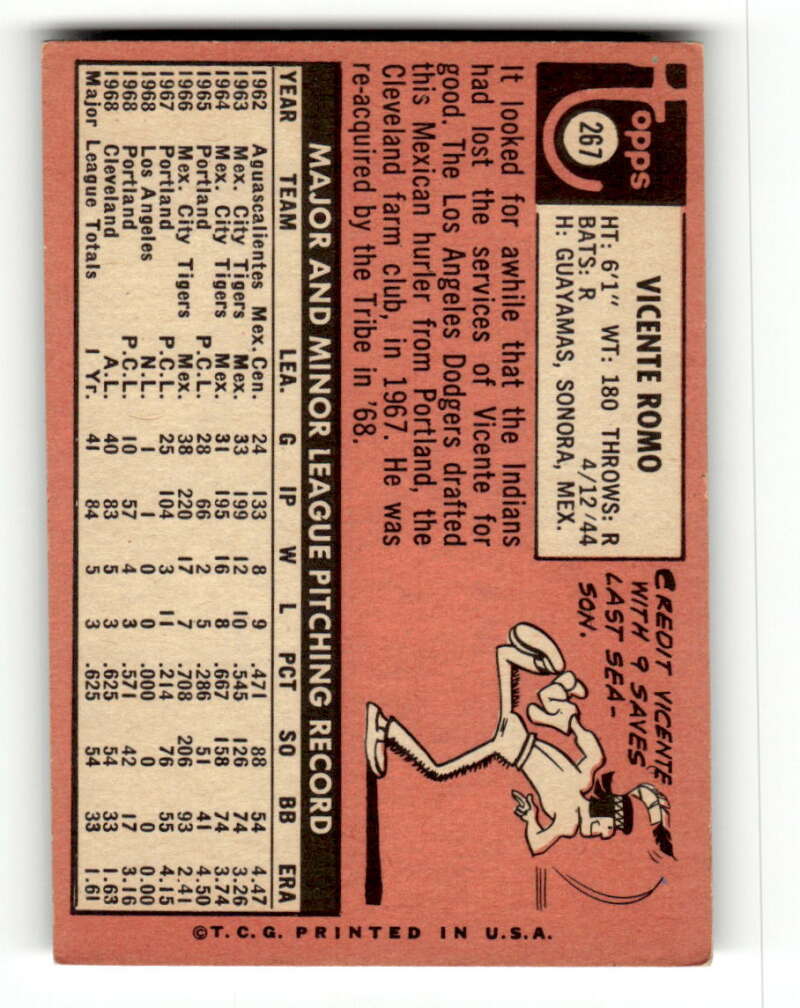 Topps
267
VICENTE ROMO
HT: 6'1" WT: 180 THROWS: R
BATS: R 4/12/44
H: GUAYAMAS, SONORA, MEX.
It looked for awhile that the Indians
had lost the services of Vicente for
good. The Los Angeles Dodgers drafted
this Mexican hurler from Portland, the
Cleveland farm club, in 1967. He was
re-acquired by the Tribe in '68.
CREDIT VICENTE
WITH 9 SAVES
LAST SEA-
SON.
MAJOR AND MINOR LEAGUE PITCHING RECORD
YEAR TEAM LEA. G IP W L PCT SO BB ERA
1962 Aguascalientes Mex.Cen. 24 133 8 9 .471 88 54 4.47
1963 Mex. City Tigers Mex. 33 199 12 10 .545 126 74 3.26
1964 Mex. City Tigers Mex. 31 195 16 8 .667 158 74 3.74
1965 Portland P.C.L. 28 66 2 5 .286 51 41 4.50
1966 Mex. City Tigers Mex. 38 220 17 7 .708 206 93 2.41
1967 Portland P.C.L. 25 104 3 11 .214 76 55 4.15
1968 Los Angeles N.L. 1 1 0 0 .000 0 0 0.00
1968 Portland P.C.L. 10 57 4 3 .571 42 17 3.16
1968 Cleveland A.L. 40 83 5 3 .625 54 33 1.63
Major League Totals 1 Yr. 41 84 5 3 .625 54 33 1.61
©T.C.G. PRINTED IN U.S.A.